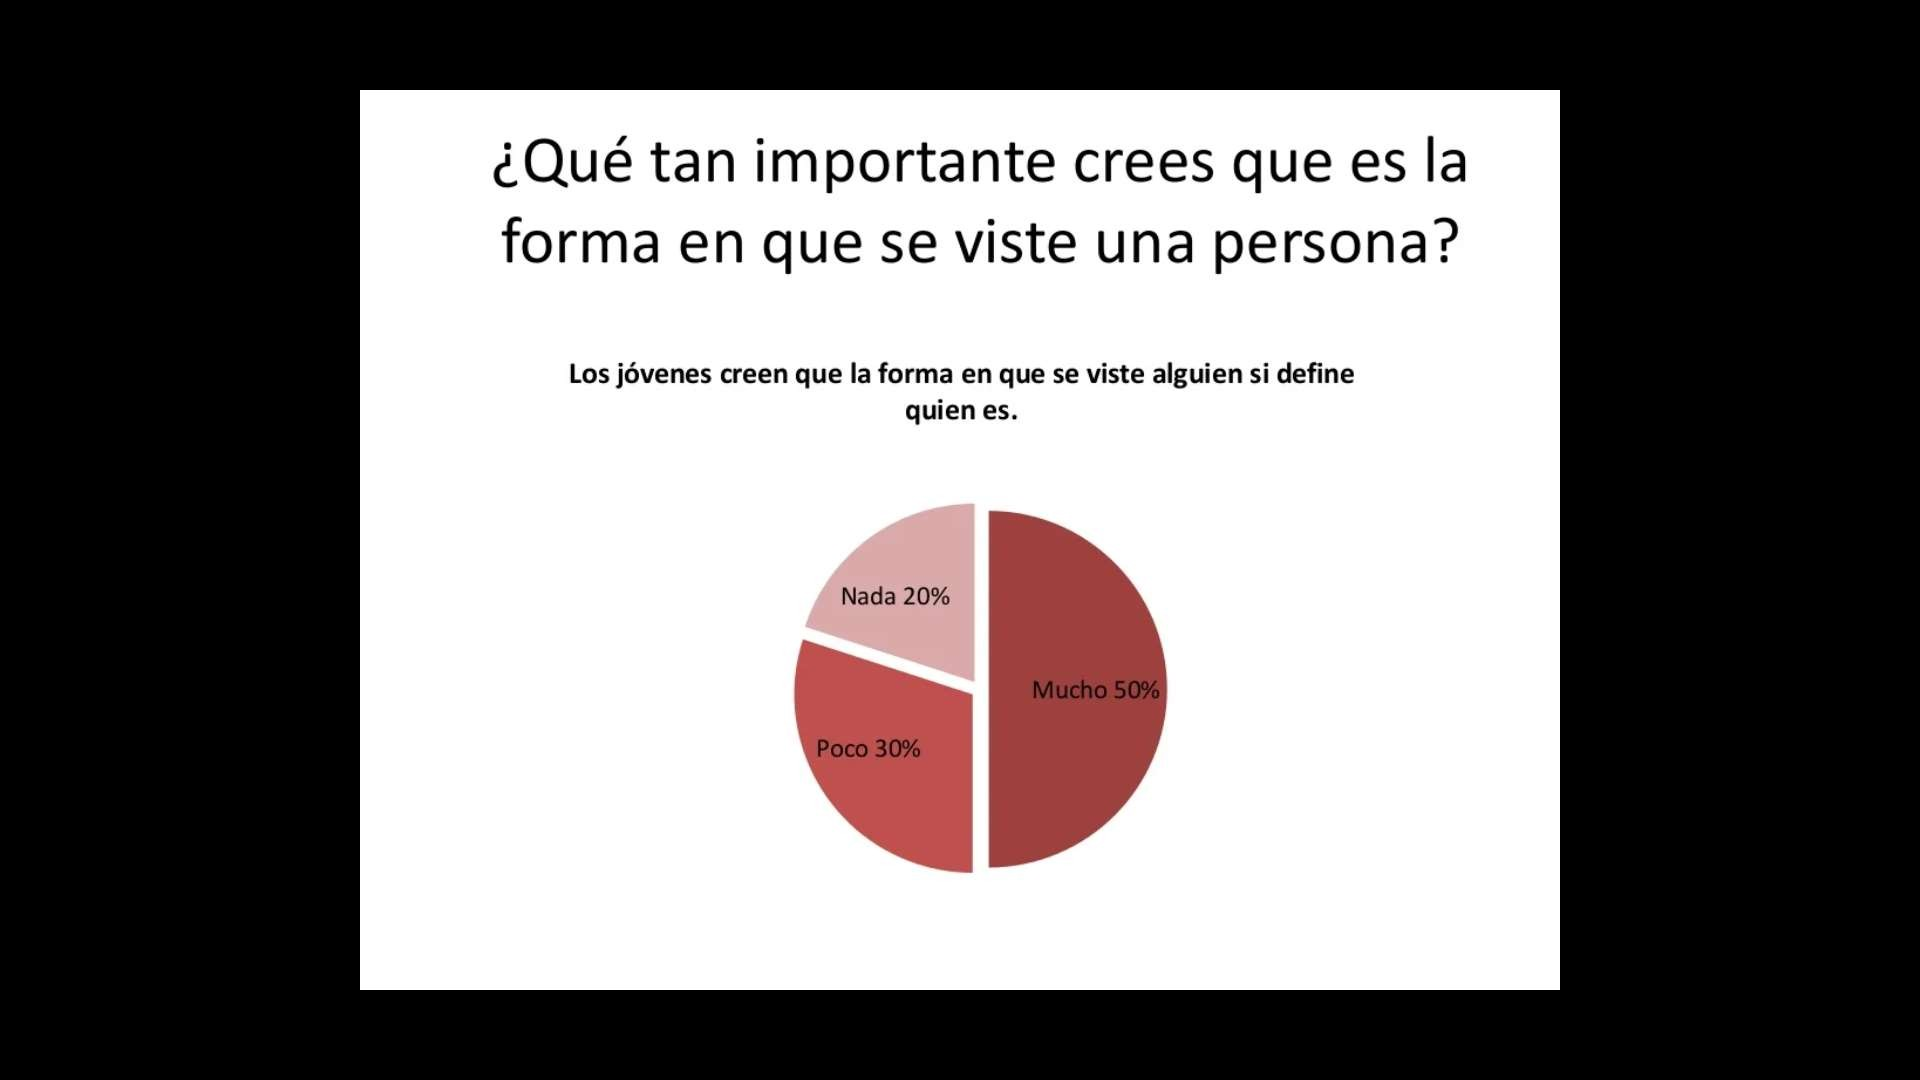 ¿Qué tan importante crees que es la
forma en que se viste una persona?
Los jóvenes creen que la forma en que se viste alguien si define
quien es.
Nada 20%
Mucho 50%
Poco 30%